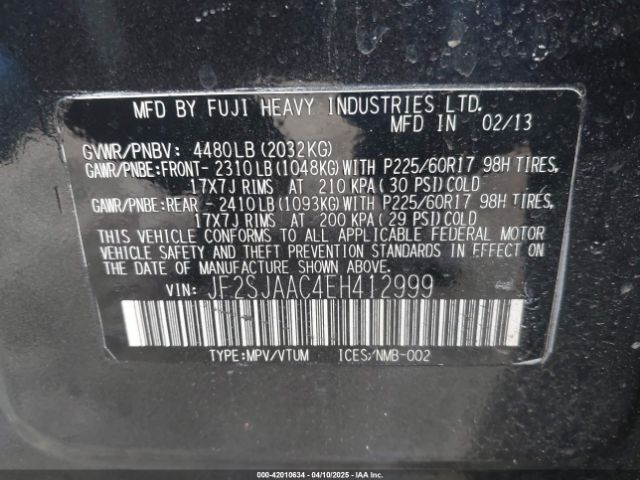 MFD BY FUJI HEAVY INDUSTRIES LTD.
MFD IN 02/13
GVWR/PNBV: 4480LB(2032KG)
GAWR/PNBE:FRONT- 2310LB(1048KG)WITH P225/60R17 98H TIRES,
17X7J RIMS AT 210 KPA(30 PSI)COLD
GAWR/PNBE:REAR - 2410LB(1093KG)WITH P225/60R17 98H TIRES,
17X7J RIMS AT 200 KPA(29 PSI)COLD
THIS VEHICLE CONFORMS TO ALL APPLICABLE FEDERAL MOTOR
VEHICLE SAFETY AND THEFT PREVENTION STANDARDS IN EFFECT ON
THE DATE OF MANUFACTURE SHOWN ABOVE.
VIN: JF2SJAAC4EH412999
TYPE:MPV/VTUM ICES/NMB-002
000-42010634 - 04/10/2025 - IAAI.COM